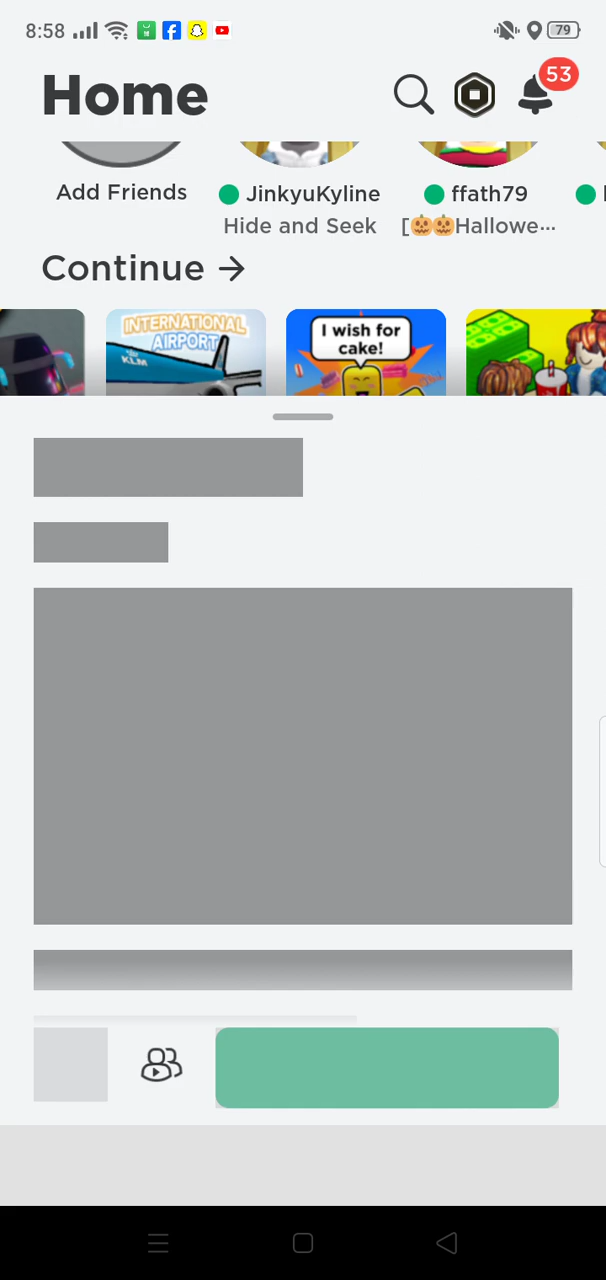 8:58
79
Home
53
Add Friends
JinkyuKyline
ffath79
Hide and Seek
[🎃🎃Hallowe...
Continue →
INTERNATIONAL
AIRPORT
KLM
I wish for
cake!